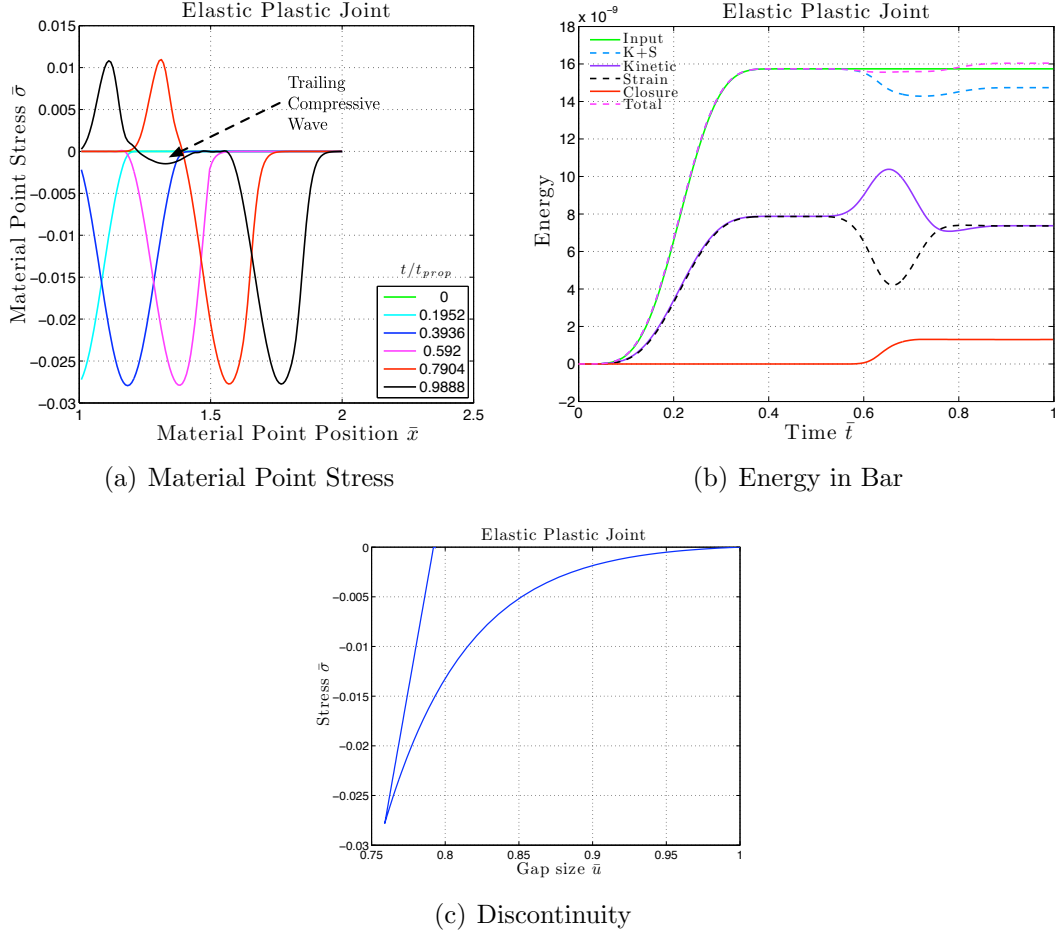 Elastic Plastic Joint
Material Point Stress σ̄
0.015
0.01
0.005
0
−0.005
−0.01
−0.015
−0.02
−0.025
−0.03
Trailing
Compressive
Wave
t/t_prop
0
0.1952
0.3936
0.592
0.7904
0.9888
1
1.5
2
2.5
Material Point Position x̄
(a) Material Point Stress
Elastic Plastic Joint
x 10⁻⁹
Energy
18
16
14
12
10
8
6
4
2
0
−2
Input
K+S
Kinetic
Strain
Closure
Total
0
0.2
0.4
0.6
0.8
1
Time t̄
(b) Energy in Bar
Elastic Plastic Joint
Stress σ̄
0
−0.005
−0.01
−0.015
−0.02
−0.025
−0.03
0.75
0.8
0.85
0.9
0.95
1
Gap size ū
(c) Discontinuity